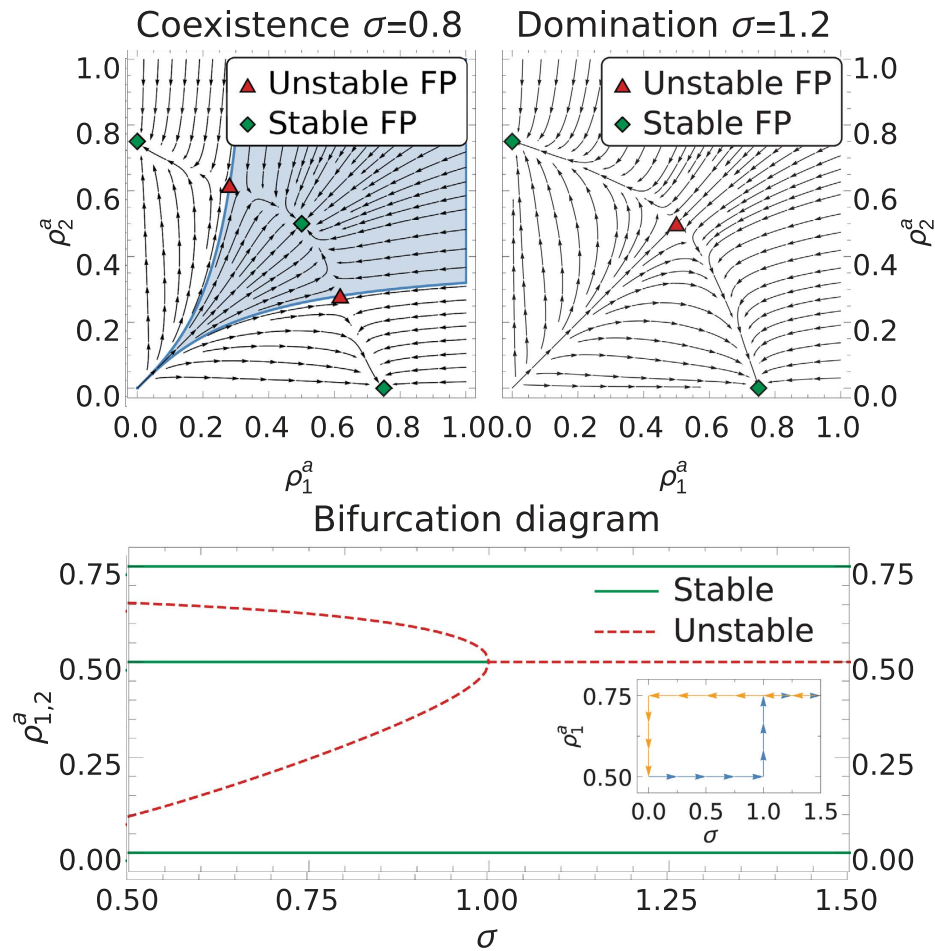 Coexistence σ=0.8
Domination σ=1.2
Unstable FP
Stable FP
Unstable FP
Stable FP
1.0
0.8
0.6
0.4
0.2
0.0
ρ₂ᵃ
1.0
0.8
0.6
0.4
0.2
0.0
ρ₂ᵃ
0.0 0.2 0.4 0.6 0.8 1.0
0.0 0.2 0.4 0.6 0.8 1.0
ρ₁ᵃ
ρ₁ᵃ
Bifurcation diagram
0.75
0.50
0.25
0.00
ρ₁,₂ᵃ
Stable
Unstable
0.75
0.50
ρ₁ᵃ
0.0 0.5 1.0 1.5
σ
0.75
0.50
0.25
0.00
0.50 0.75 1.00 1.25 1.50
σ